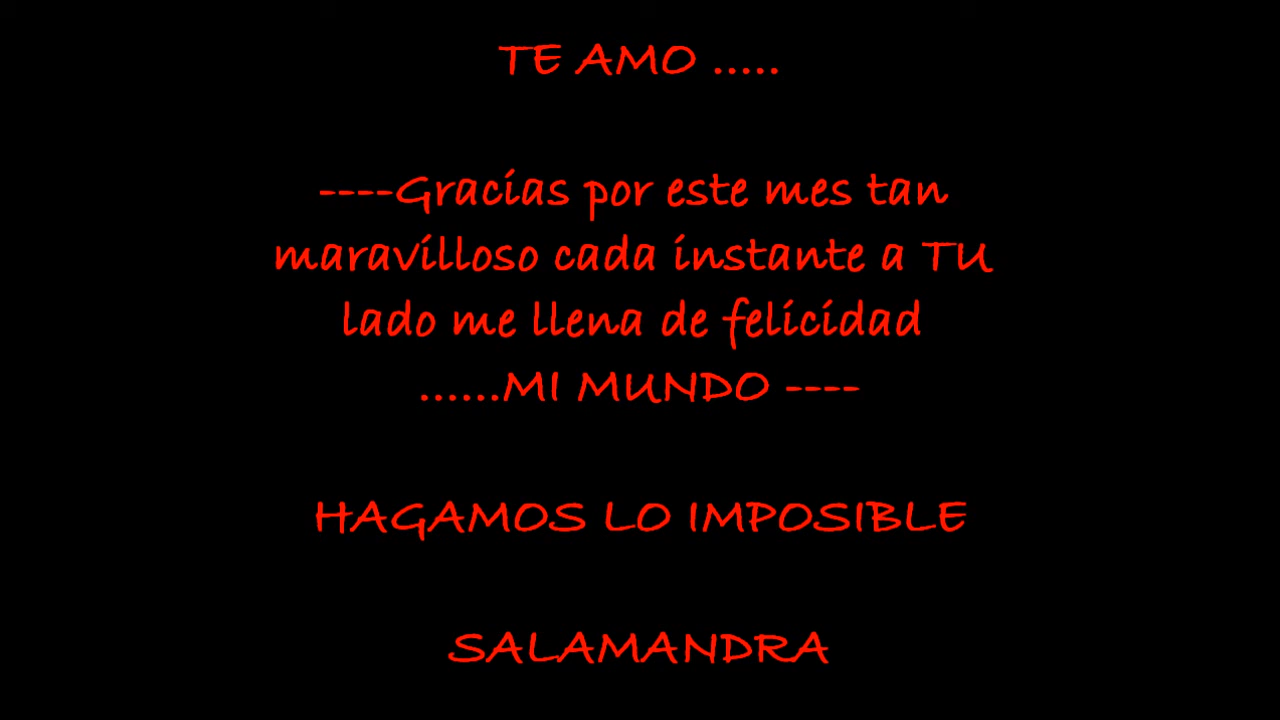 TE AMO .....
----Gracias por este mes tan
maravilloso cada instante a TU
lado me llena de felicidad
......MI MUNDO ----
HAGAMOS LO IMPOSIBLE
SALAMANDRA